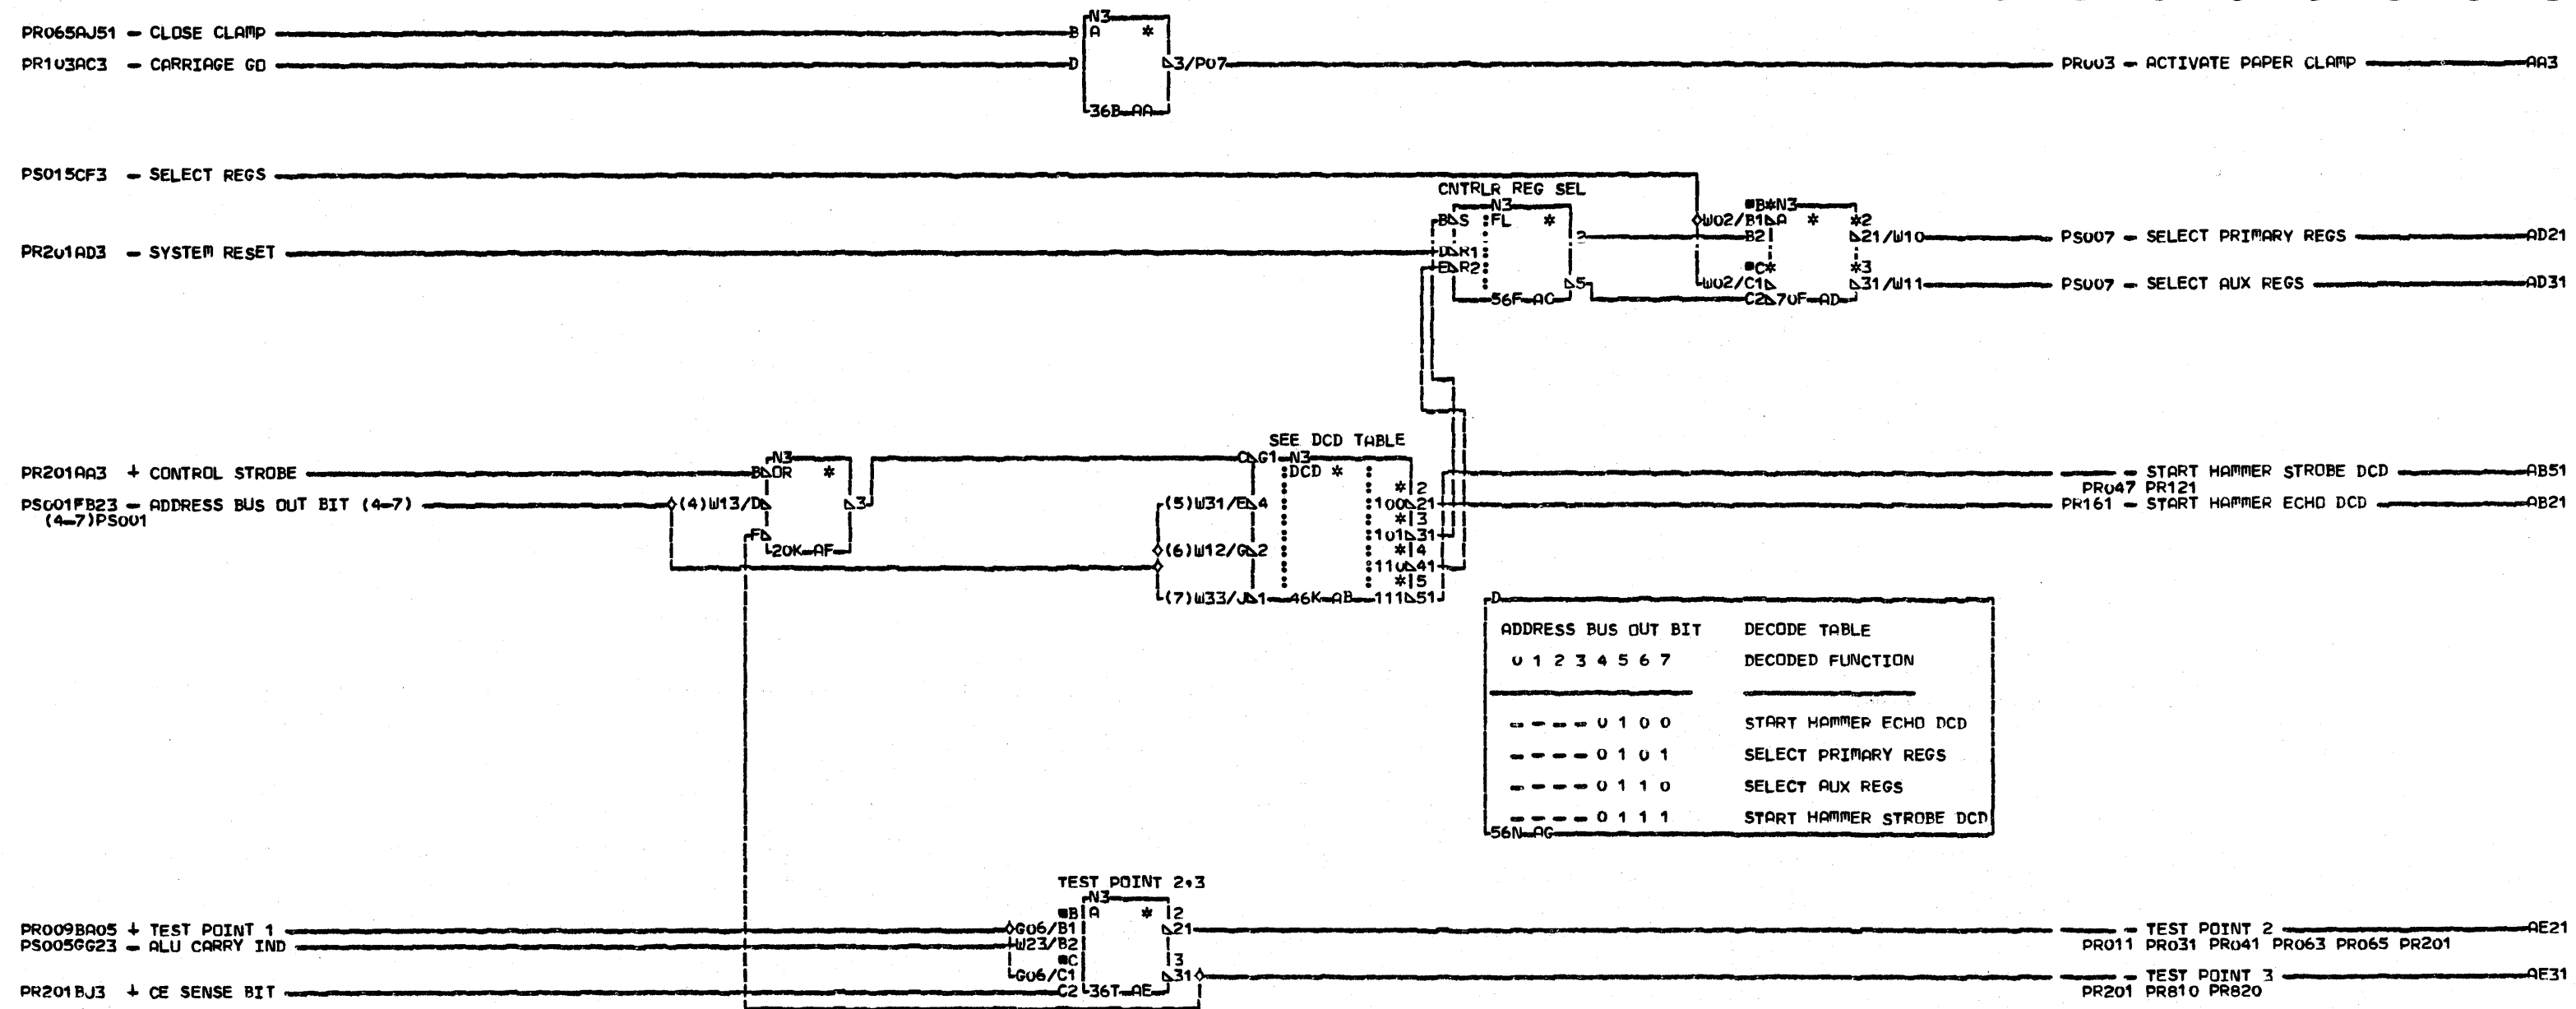 N3
PR065AJ51 - CLOSE CLAMP B A *
PR103AC3 - CARRIAGE GO D 3/P07 PR003 - ACTIVATE PAPER CLAMP AA3
36B AA
PS015CF3 - SELECT REGS
CNTRLR REG SEL
N3 ■B*N3
B S FL * W02/B1 A * *2
2 B2 21/W10 PS007 - SELECT PRIMARY REGS AD21
PR201AD3 - SYSTEM RESET D R1
E R2 ■C* *3
5 W02/C1 31/W11 PS007 - SELECT AUX REGS AD31
56F AC C2 70F AD
SEE DCD TABLE
N3 C G1 N3
PR201AA3 + CONTROL STROBE B OR * DCD * - START HAMMER STROBE DCD AB51
*2 PR047 PR121
PS001FB23 - ADDRESS BUS OUT BIT (4-7) (4)W13/D 3 (5)W31/E 4 100 21 PR161 - START HAMMER ECHO DCD AB21
(4-7)PS001 *3
F 101 31
20K AF (6)W12/G 2 *4
110 41
*5
(7)W33/J 1 46K AB 111 51
D
ADDRESS BUS OUT BIT DECODE TABLE
0 1 2 3 4 5 6 7 DECODED FUNCTION
- - - - 0 1 0 0 START HAMMER ECHO DCD
- - - - 0 1 0 1 SELECT PRIMARY REGS
- - - - 0 1 1 0 SELECT AUX REGS
- - - - 0 1 1 1 START HAMMER STROBE DCD
56N AG
TEST POINT 2,3
N3
■B A * 2
PR009BA05 + TEST POINT 1 G06/B1 21 - TEST POINT 2 AE21
PS005GG23 - ALU CARRY IND W23/B2 PR011 PR031 PR041 PR063 PR065 PR201
■C 3
G06/C1 31 - TEST POINT 3 AE31
PR201BJ3 + CE SENSE BIT C2 36T AE PR201 PR810 PR820